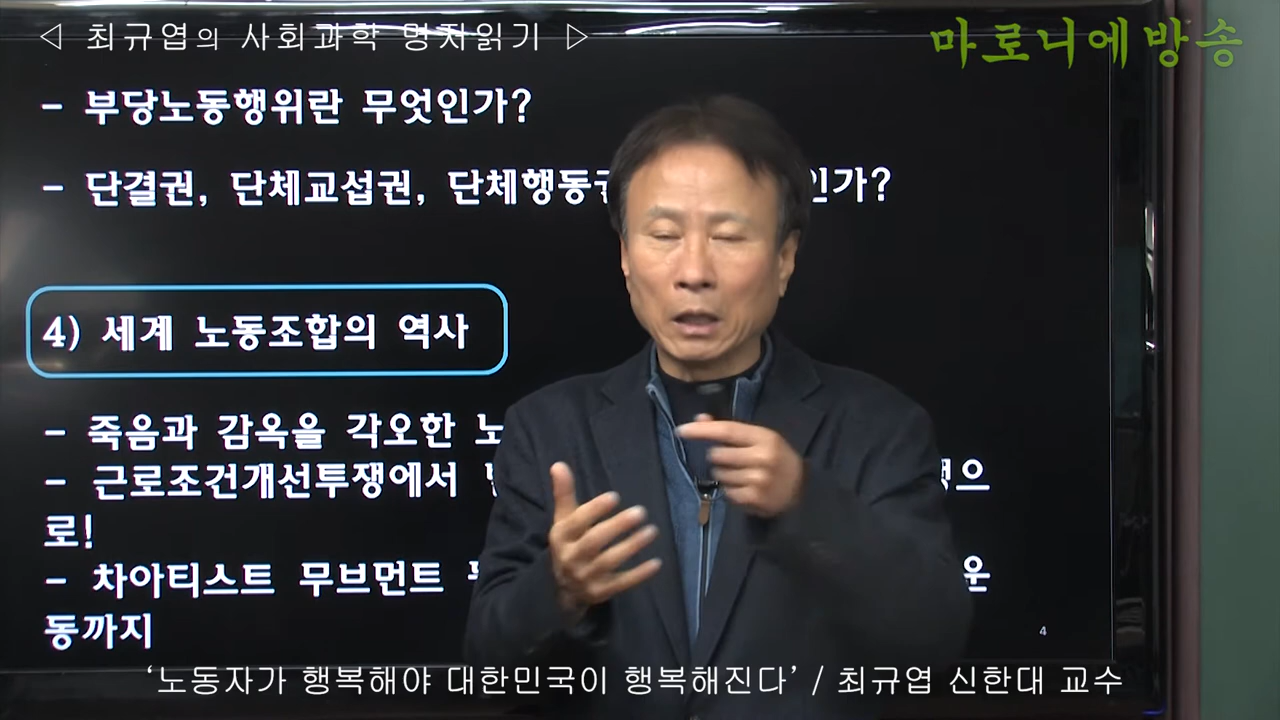 ◁ 최규엽의 사회과학 명저읽기 ▷
마로니에방송
- 부당노동행위란 무엇인가?
- 단결권, 단체교섭권, 단체행동권 인가?
4) 세계 노동조합의 역사
- 죽음과 감옥을 각오한
- 근로조건개선투쟁에서 으
로!
- 차아티스트 무브먼트 운
동까지
4
‘노동자가 행복해야 대한민국이 행복해진다’ / 최규엽 신한대 교수